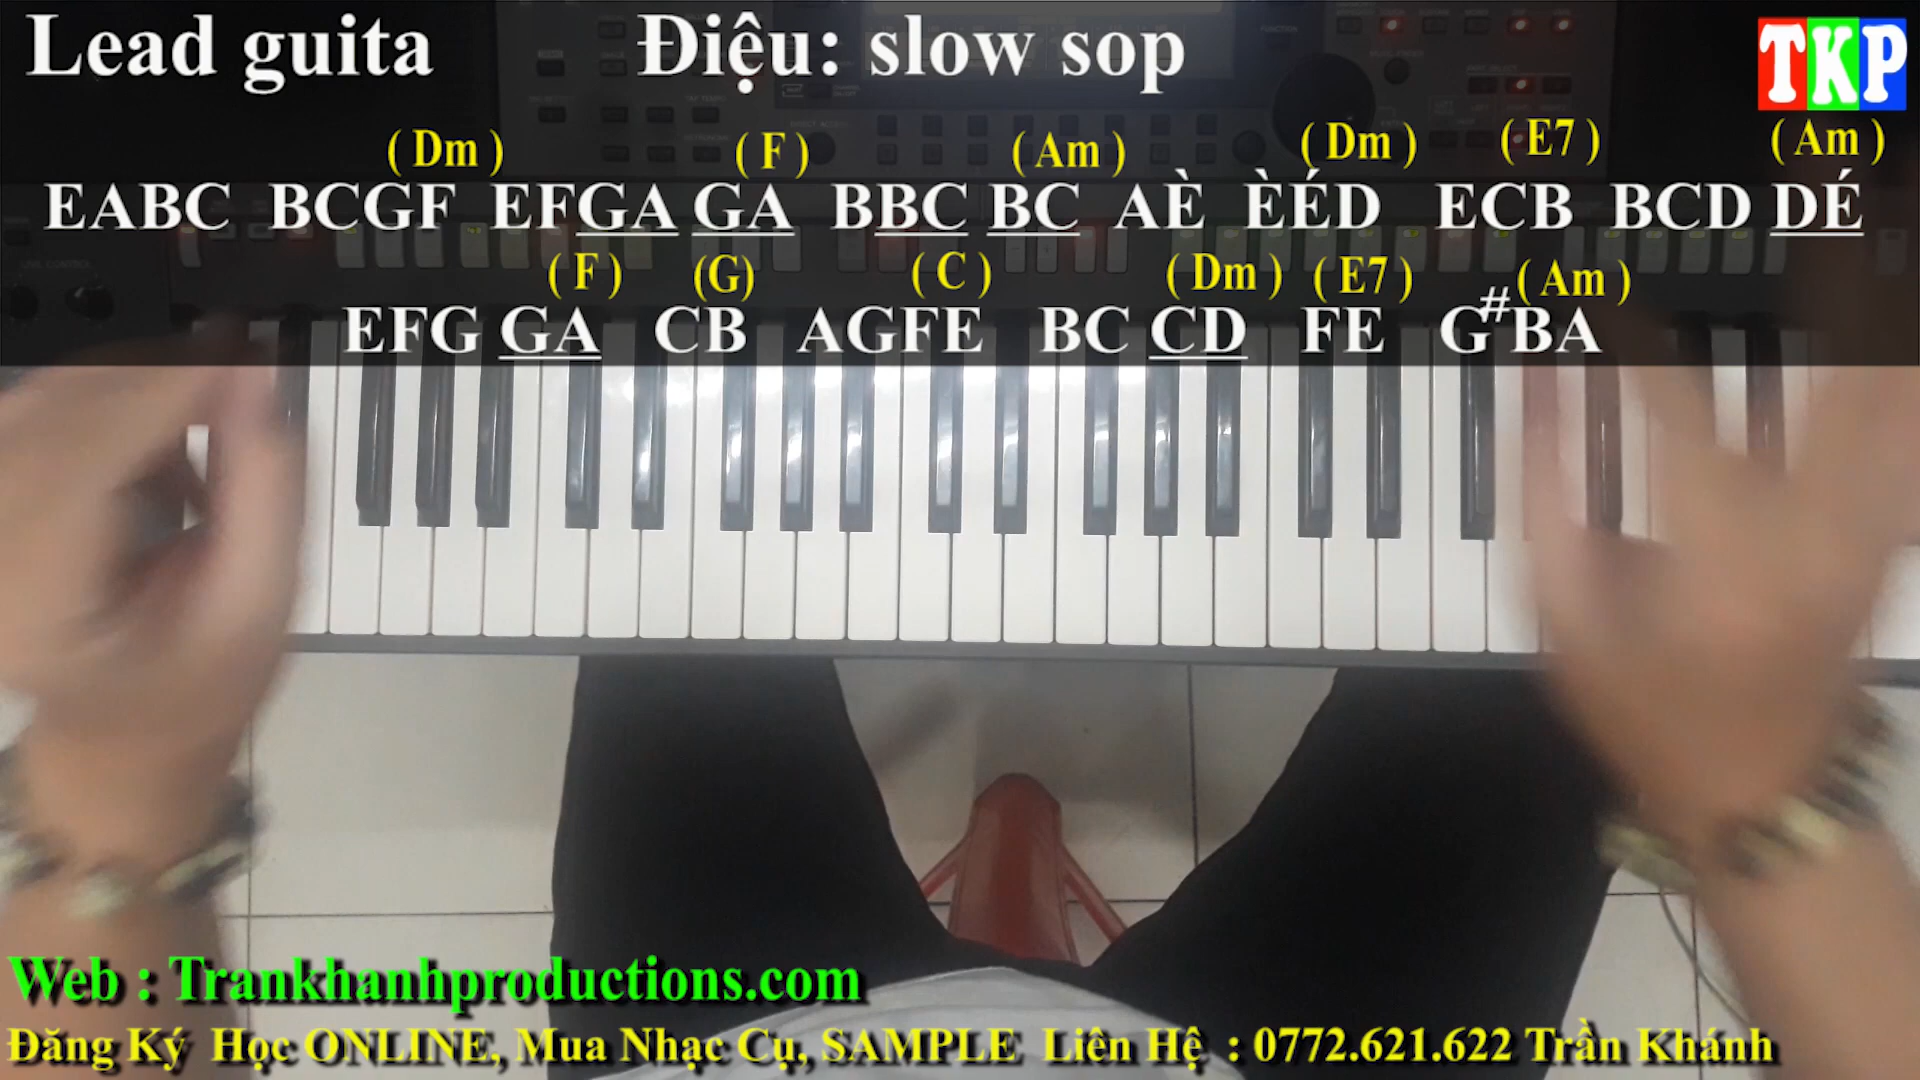 Lead guita Điệu: slow sop TKP
( Dm ) ( F ) ( Am ) ( Dm ) ( E7 ) ( Am )
EABC BCGF EFGA GA BBC BC AÈ ÈÉD ECB BCD DÉ
( F ) (G) ( C ) ( Dm ) ( E7 ) ( Am )
EFG GA CB AGFE BC CD FE G#BA
Web : Trankhanhproductions.com
Đăng Ký Học ONLINE, Mua Nhạc Cụ, SAMPLE Liên Hệ : 0772.621.622 Trần Khánh